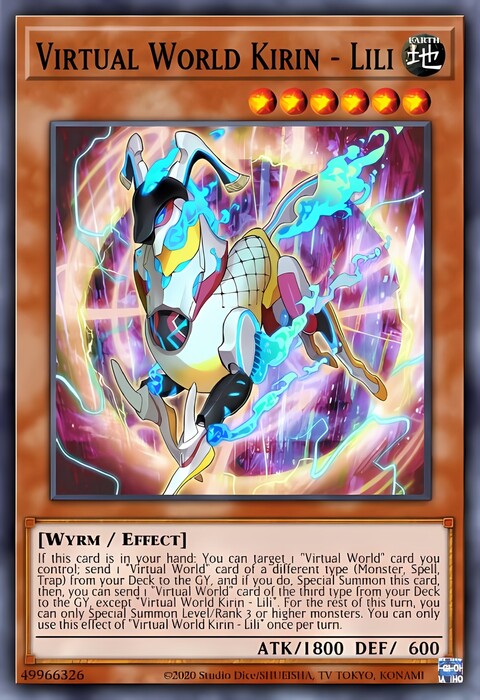 VIRTUAL WORLD KIRIN - LILI
EARTH
地
[WYRM / EFFECT]
If this card is in your hand: You can target 1 "Virtual World" card you
control; send 1 "Virtual World" card of a different type (Monster, Spell,
Trap) from your Deck to the GY, and if you do, Special Summon this card,
then, you can send 1 "Virtual World" card of the third type from your Deck
to the GY, except "Virtual World Kirin - Lili". For the rest of this turn, you
can only Special Summon Level/Rank 3 or higher monsters. You can only
use this effect of "Virtual World Kirin - Lili" once per turn.
ATK/1800 DEF/ 600
49966326
©2020 Studio Dice/SHUEISHA, TV TOKYO, KONAMI